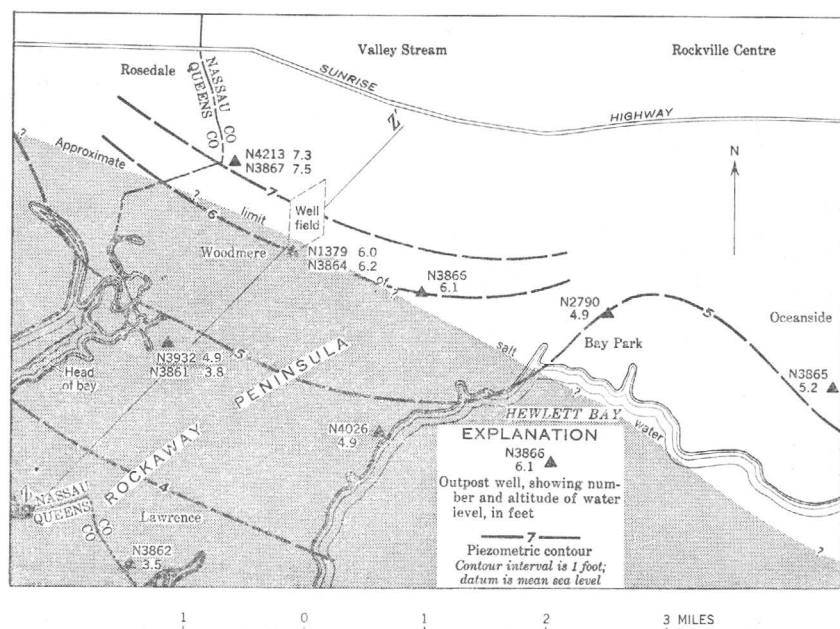 Valley Stream
Rockville Centre
Rosedale
SUNRISE
HIGHWAY
NASSAU CO
QUEENS CO
Z'
?
Approximate
N4213 7.3
N3867 7.5
N
7
?
limit
6
Well
field
Woodmere
N1379 6.0
N3864 6.2
of
N3866
6.1
N2790
4.9
5
Oceanside
Bay Park
N3865
5.2
N3932 4.9
N3861 3.8
5
salt
Head
of bay
ROCKAWAY PENINSULA
?
HEWLETT BAY
water
N4026
4.9
4
EXPLANATION
N3866
6.1
Outpost well, showing num-
ber and altitude of water
level, in feet
7
Piezometric contour
Contour interval is 1 foot;
datum is mean sea level
Z
NASSAU CO
QUEENS CO
Lawrence
N3862
3.5
?
1 0 1 2 3 MILES